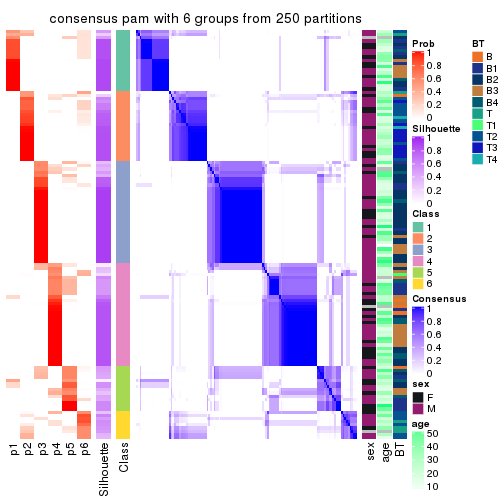 consensus pam with 6 groups from 250 partitions
Prob
1
0.8
0.6
0.4
0.2
0
Silhouette
1
0.8
0.6
0.4
0.2
0
Class
1
2
3
4
5
6
Consensus
1
0.8
0.6
0.4
0.2
0
sex
F
M
age
50
40
30
20
10
BT
B
B1
B2
B3
B4
T
T1
T2
T3
T4
p1
p2
p3
p4
p5
p6
Silhouette
Class
sex
age
BT